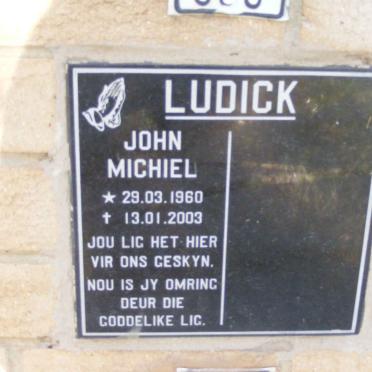 LUDICK
JOHN
MICHIEL
★ 29.03.1960
† 13.01.2003
JOU LIG HET HIER
VIR ONS GESKYN.
NOU IS JY OMRING
DEUR DIE
GODDELIKE LIG.